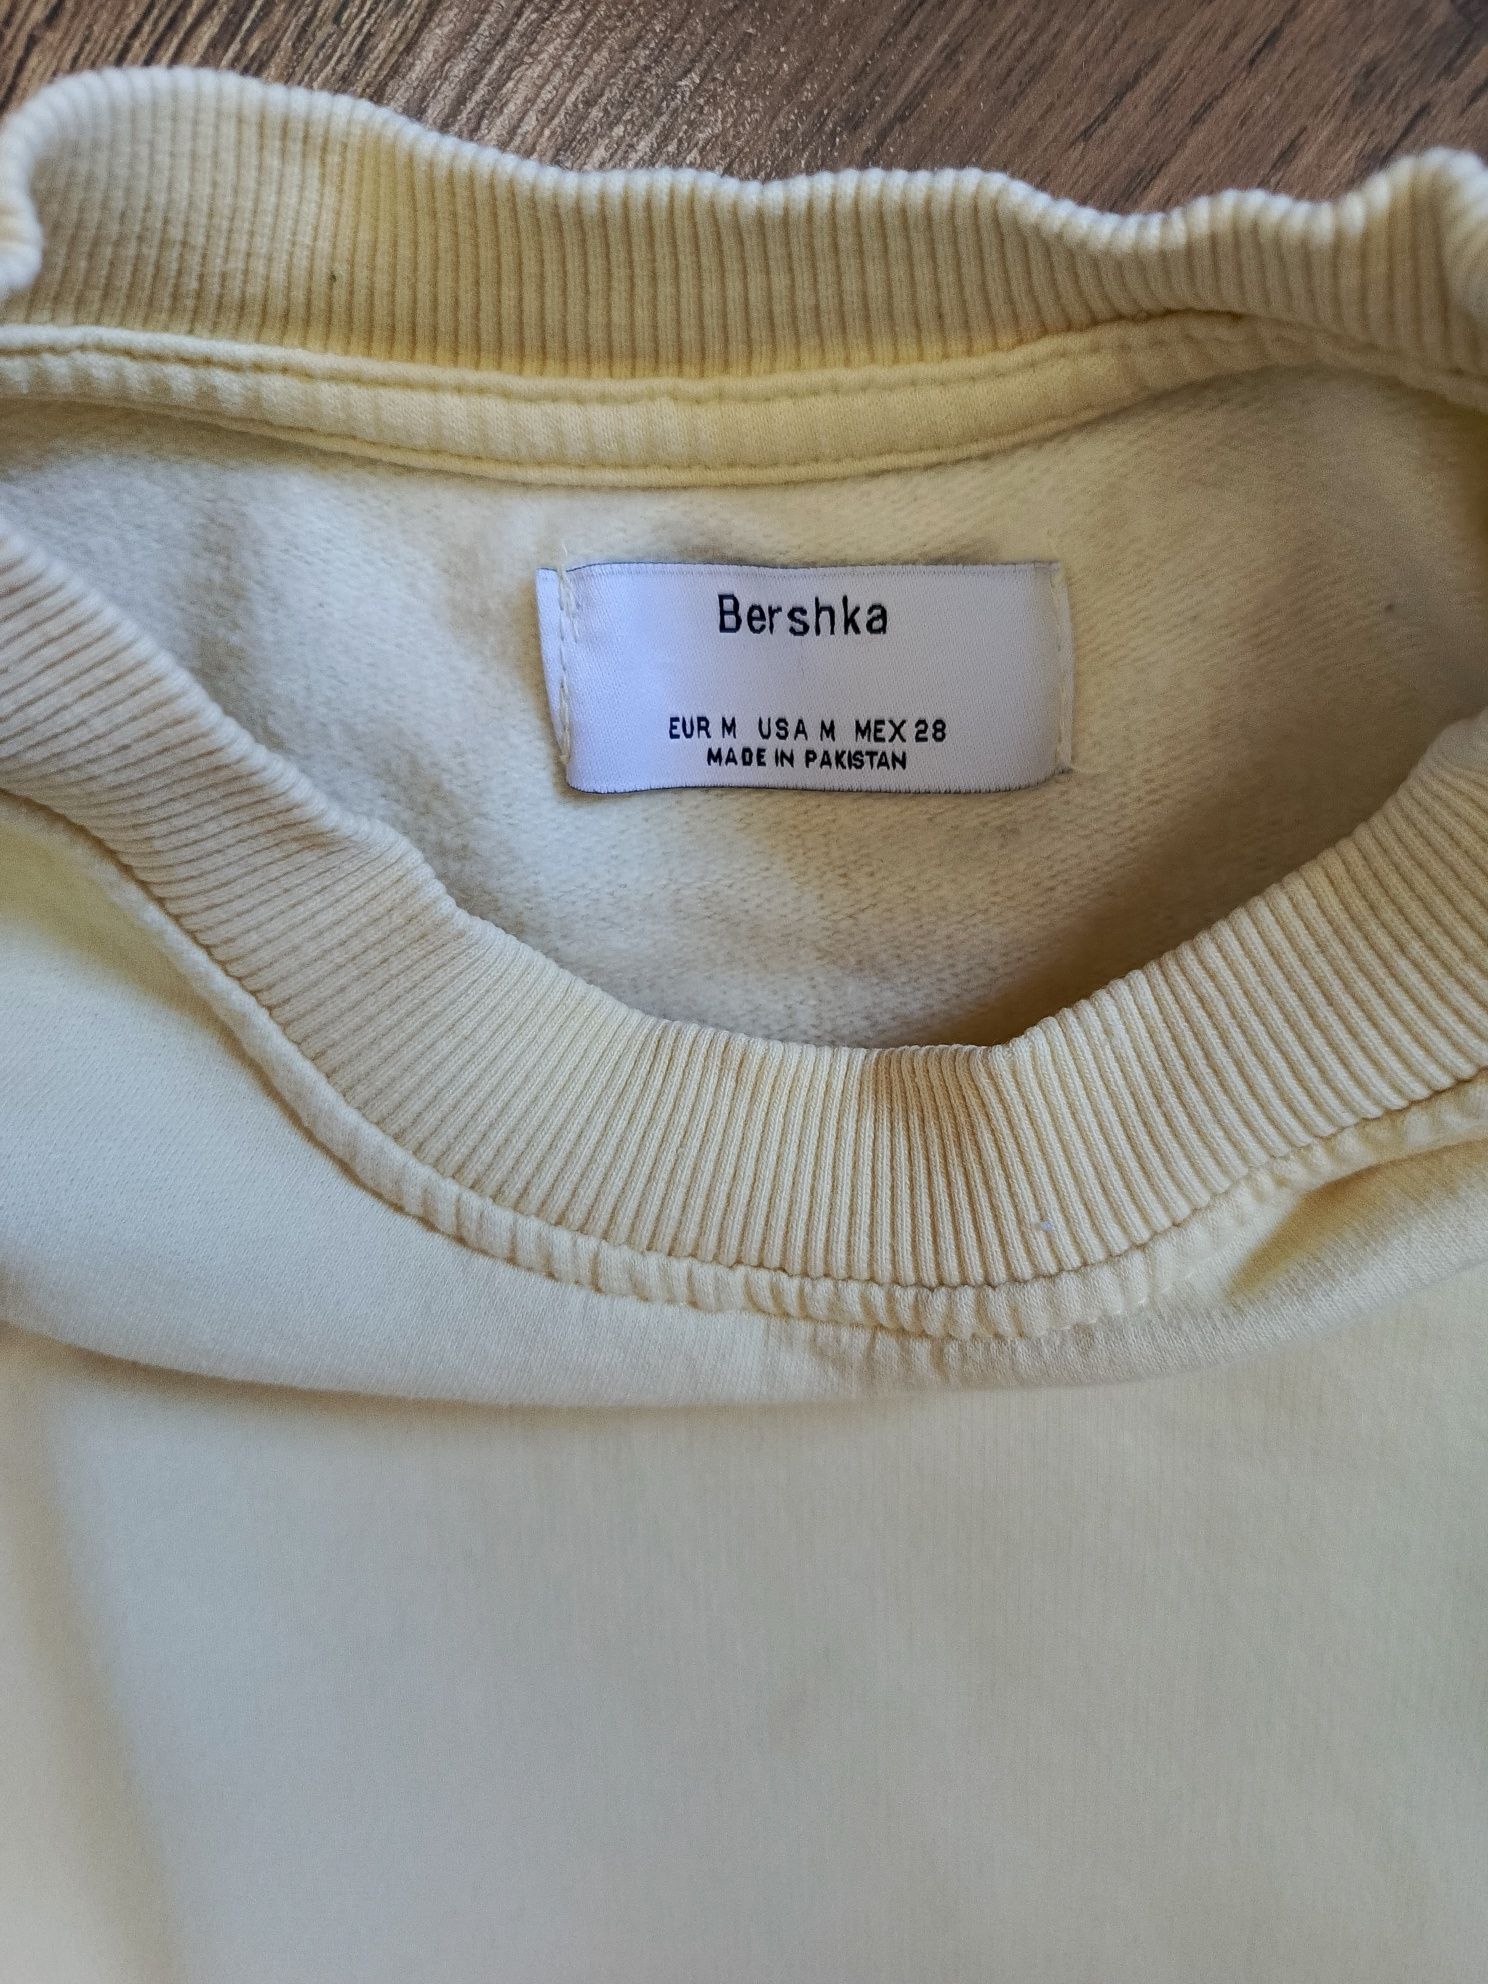 Bershka
EUR M USA M MEX 28
MADE IN PAKISTAN